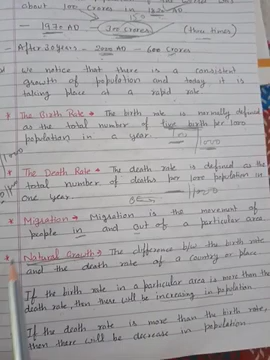 about 100 Crores in 1830 AD
150
— 1930 AD — 200 crores (three times)
— After 30 years — 2000 AD — 600 crores
We notice that there is a consistent
growth of population and today is
taking place at a rapid rate
* The Birth Rate → The birth rate is normally defined
as the total number of live birth per 1000
population in a year. 100
1000
* The Death Rate → The death rate is defined as the
total number of deaths per 1000 population in
one year.
* Migration → Migration is the movement of
people in and out of a particular area
* Natural Growth → The difference b/w the birth rate
and the death rate of a country or place
If the birth rate in a particular area is more than the
death rate, then there will be increasing in population.
If the death rate is more than the birth rate,
then there will be decrease in population